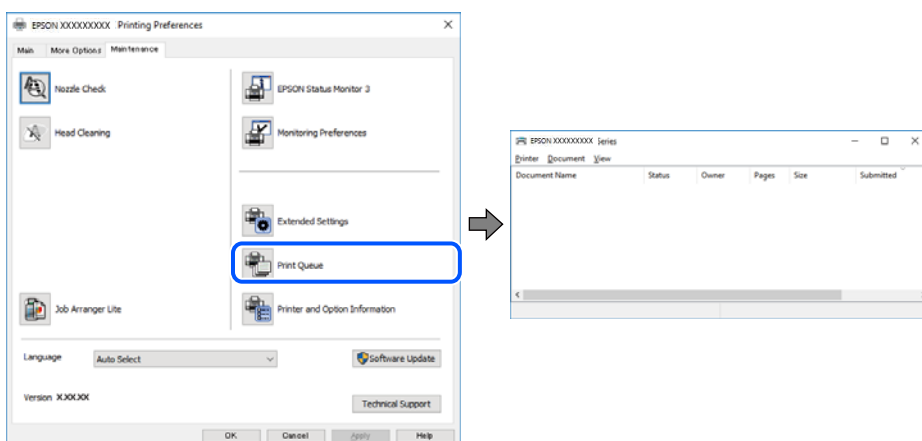 EPSON XXXXXXXXX Printing Preferences
Main More Options Maintenance
Nozzle Check
EPSON Status Monitor 3
Head Cleaning
Monitoring Preferences
Extended Settings
Print Queue
Job Arranger Lite
Printer and Option Information
Language Auto Select Software Update
Version X.XX.XX
Technical Support
OK Cancel Apply Help
EPSON XXXXXXXXX Series
Printer Document View
Document Name Status Owner Pages Size Submitted